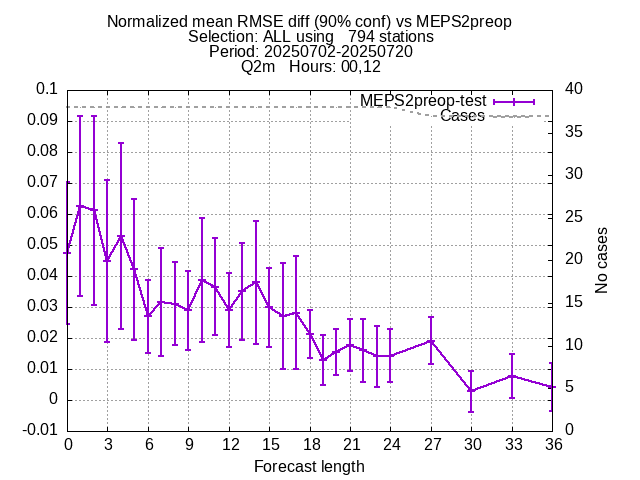 Normalized mean RMSE diff (90% conf) vs MEPS2preop
Selection: ALL using   794 stations
Period: 20250702-20250720
Q2m   Hours: 00,12
MEPS2preop-test
Cases
0.1
0.09
0.08
0.07
0.06
0.05
0.04
0.03
0.02
0.01
0
-0.01
40
35
30
25
20
15
10
5
0
No cases
0 3 6 9 12 15 18 21 24 27 30 33 36
Forecast length